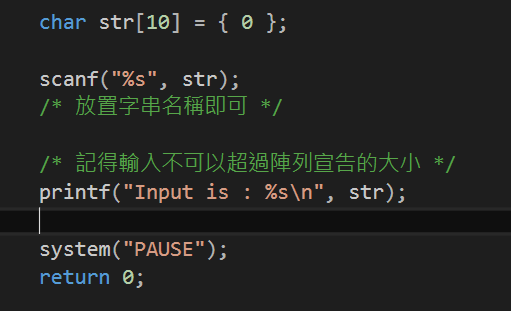 char str[10] = { 0 };
scanf("%s", str);
/* 放置字串名稱即可 */
/* 記得輸入不可以超過陣列宣告的大小 */
printf("Input is : %s\n", str);
system("PAUSE");
return 0;